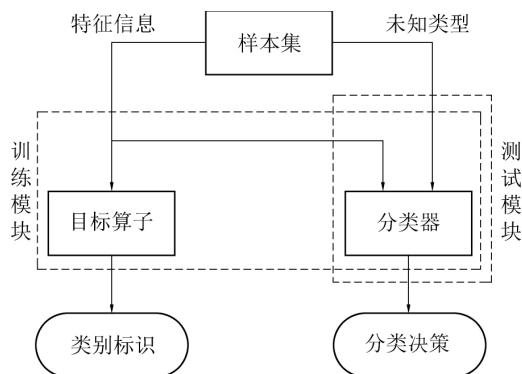 特征信息
样本集
未知类型
训练模块
测试模块
目标算子
分类器
类别标识
分类决策